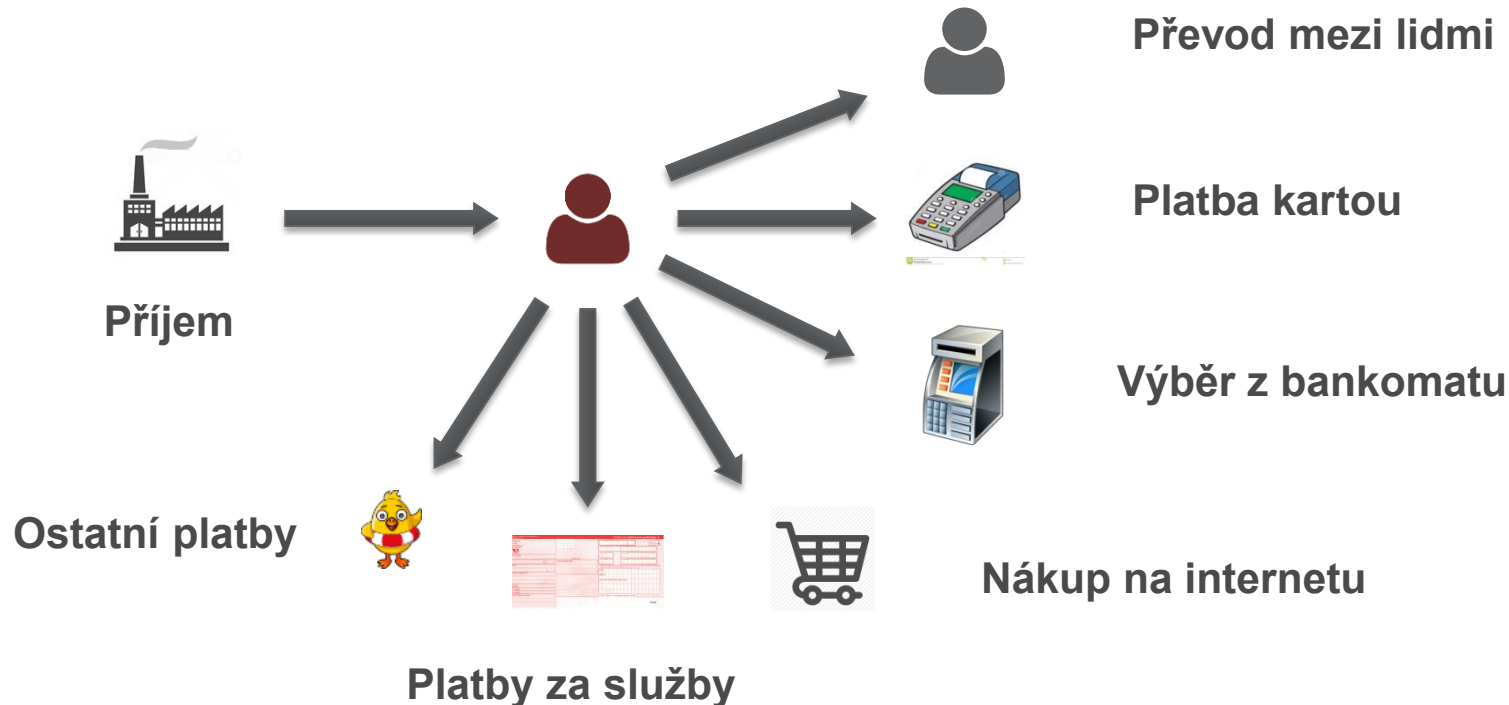 Převod mezi lidmi
Platba kartou
Příjem
Výběr z bankomatu
Ostatní platby
Nákup na internetu
Platby za služby